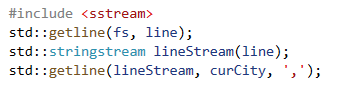 #include <sstream>
std::getline(fs, line);
std::stringstream lineStream(line);
std::getline(lineStream, curCity, ',');